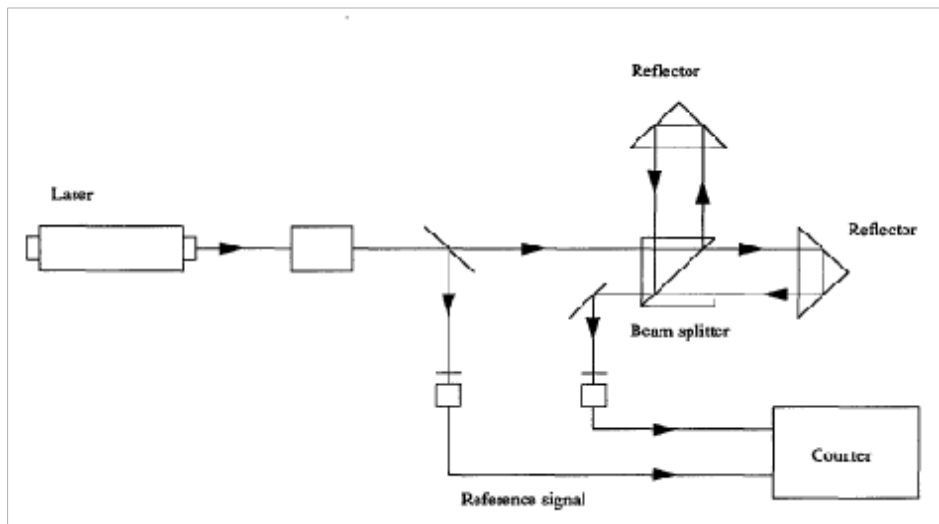 Reflector
Laser
Reflector
Beam splitter
Counter
Reference signal